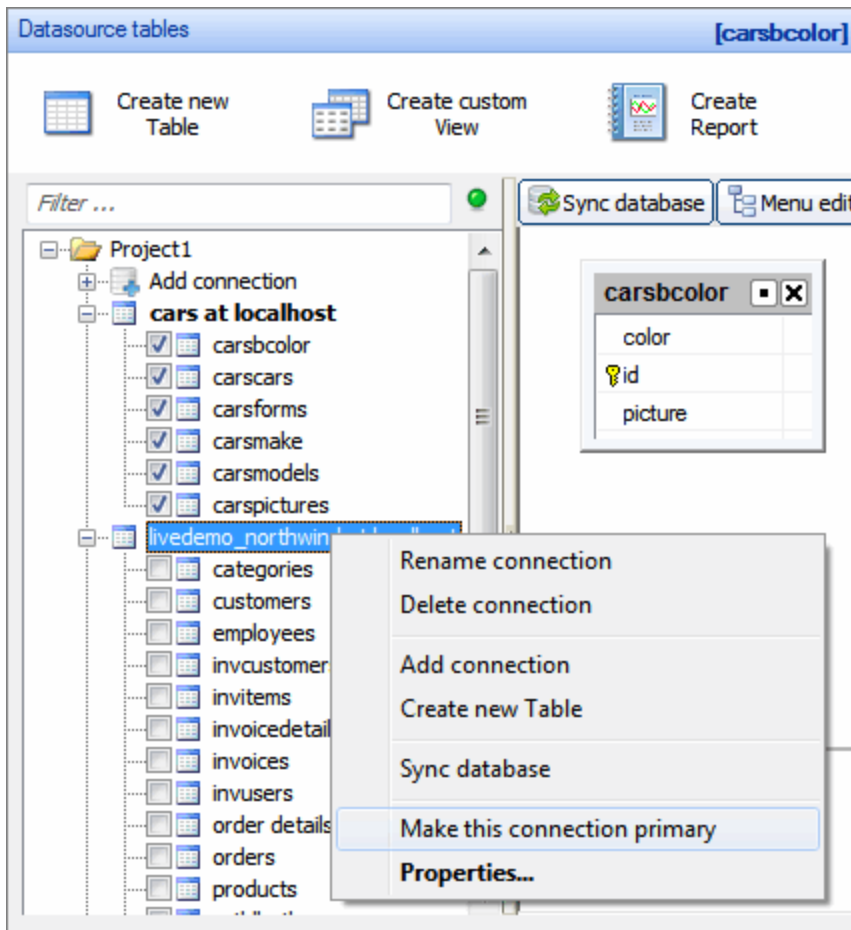 Datasource tables [carsbcolor]
Create new
Table
Create custom
View
Create
Report
Filter ...
Sync database
Menu edit
Project1
Add connection
cars at localhost
carsbcolor
carscars
carsforms
carsmake
carsmodels
carspictures
livedemo_northwin
categories
customers
employees
invcustomer
invitems
invoicedetail
invoices
invusers
order details
orders
products
carsbcolor
color
id
picture
Rename connection
Delete connection
Add connection
Create new Table
Sync database
Make this connection primary
Properties...